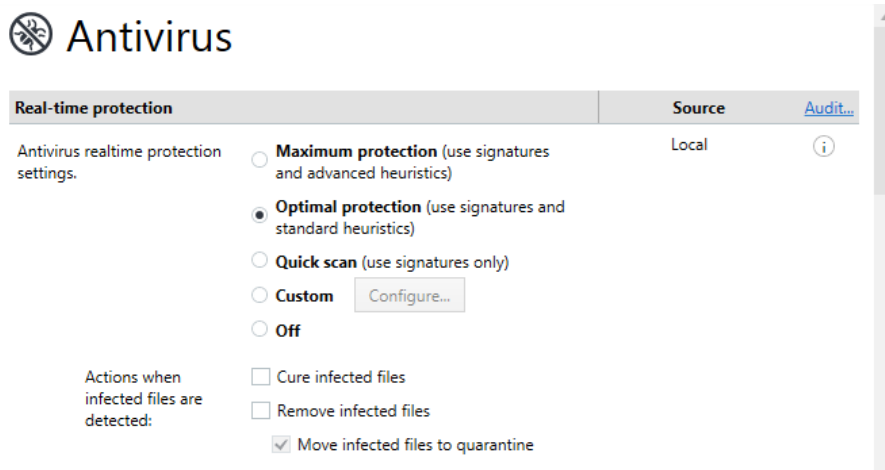 Antivirus
Real-time protection Source Audit...
Antivirus realtime protection
settings.
Maximum protection (use signatures
and advanced heuristics)
Local
Optimal protection (use signatures and
standard heuristics)
Quick scan (use signatures only)
Custom Configure...
Off
Actions when
infected files are
detected:
Cure infected files
Remove infected files
Move infected files to quarantine